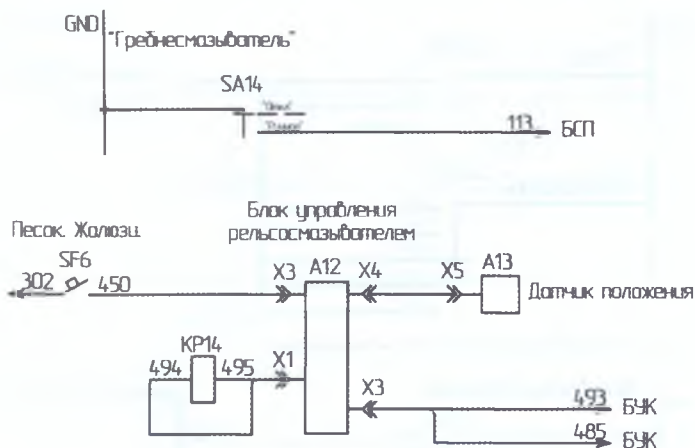 GND
"Гребнесмазыватель"
SA14
113 БСП
Блок управления
рельсосмазывателем
Песок. Жалюзи.
SF6
302 450
X3 A12 X4 X5 A13
Датчик положения
KP14
494 495 X1
X3
493 БУК
485 БУК